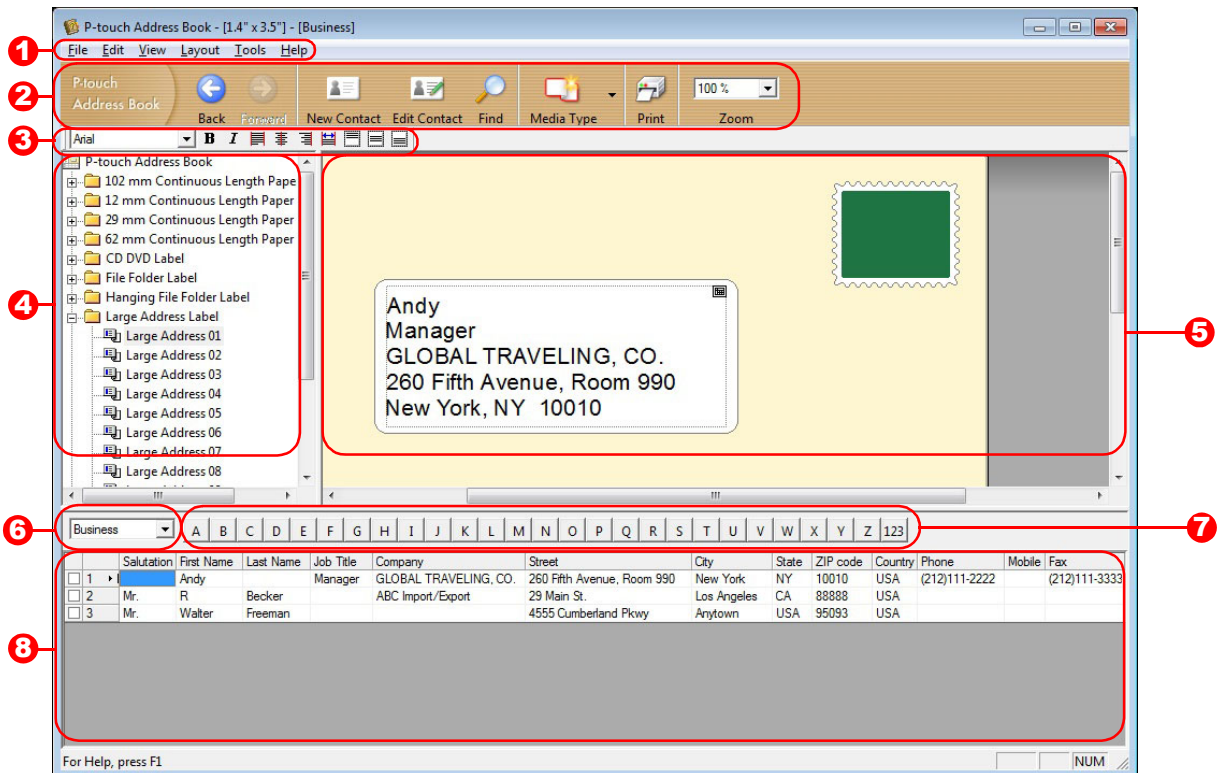 P-touch Address Book - [1.4" x 3.5"] - [Business]
1
File Edit View Layout Tools Help
2
P-touch
Address Book
Back Forward New Contact Edit Contact Find Media Type Print 100 % Zoom
3
Arial B I
4
P-touch Address Book
102 mm Continuous Length Pape
12 mm Continuous Length Paper
29 mm Continuous Length Paper
62 mm Continuous Length Paper
CD DVD Label
File Folder Label
Hanging File Folder Label
Large Address Label
Large Address 01
Large Address 02
Large Address 03
Large Address 04
Large Address 05
Large Address 06
Large Address 07
Large Address 08
5
Andy
Manager
GLOBAL TRAVELING, CO.
260 Fifth Avenue, Room 990
New York, NY 10010
6
Business
A B C D E F G H I J K L M N O P Q R S T U V W X Y Z 123
7
8
Salutation First Name Last Name Job Title Company Street City State ZIP code Country Phone Mobile Fax
1 Andy Manager GLOBAL TRAVELING, CO. 260 Fifth Avenue, Room 990 New York NY 10010 USA (212)111-2222 (212)111-3333
2 Mr. R Becker ABC Import/Export 29 Main St. Los Angeles CA 88888 USA
3 Mr. Walter Freeman 4555 Cumberland Pkwy Anytown USA 95093 USA
For Help, press F1
NUM